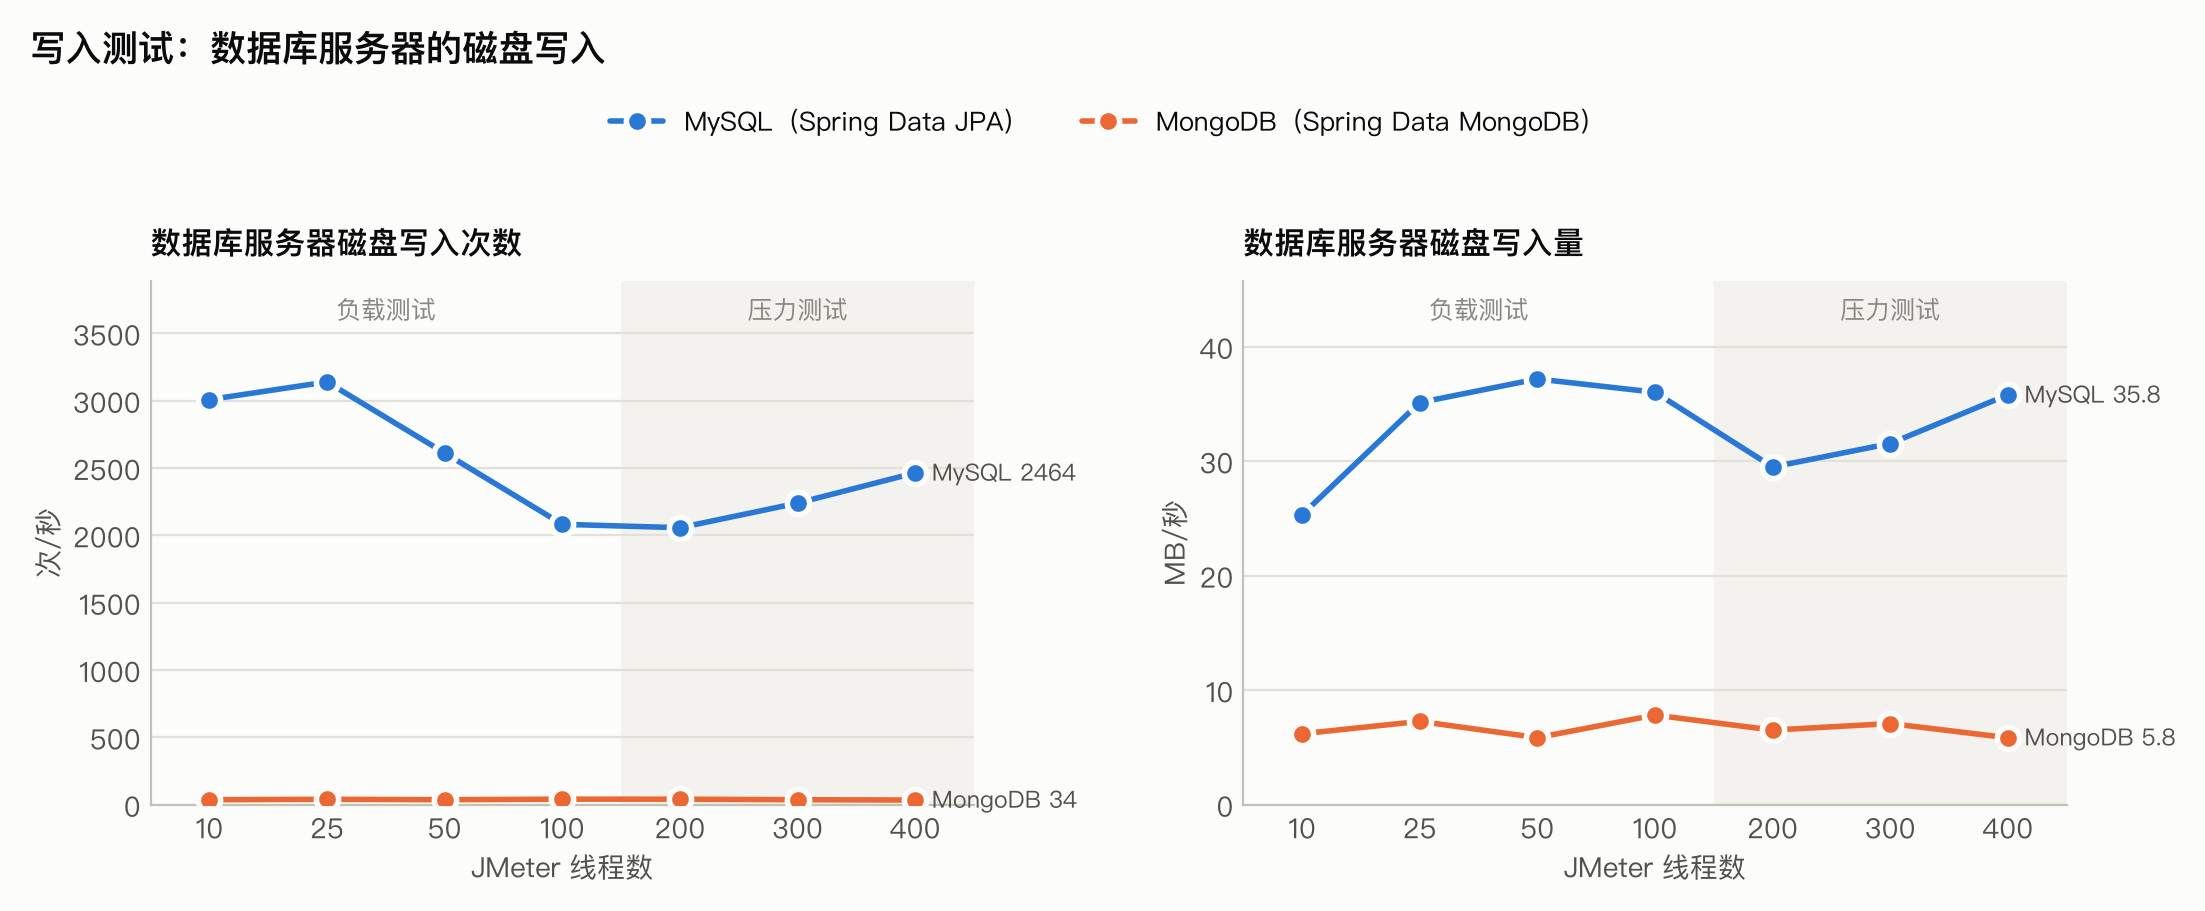 写入测试：数据库服务器的磁盘写入
MySQL（Spring Data JPA）
MongoDB（Spring Data MongoDB）
数据库服务器磁盘写入次数
负载测试
压力测试
3500
3000
2500
2000
1500
1000
500
0
次/秒
MySQL 2464
MongoDB 34
10 25 50 100 200 300 400
JMeter 线程数
数据库服务器磁盘写入量
负载测试
压力测试
40
30
20
10
0
MB/秒
MySQL 35.8
MongoDB 5.8
10 25 50 100 200 300 400
JMeter 线程数